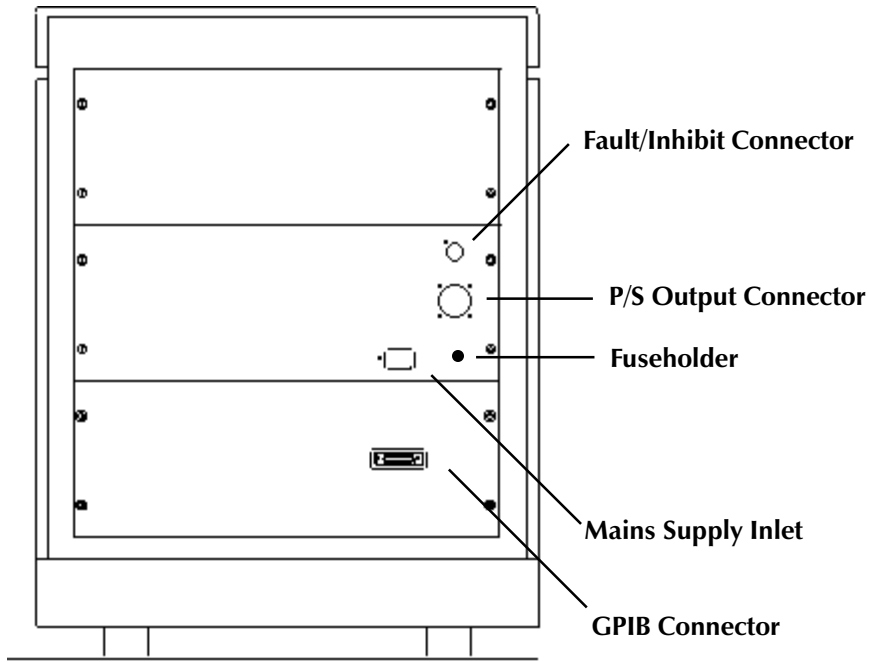 Fault/Inhibit Connector
P/S Output Connector
Fuseholder
Mains Supply Inlet
GPIB Connector